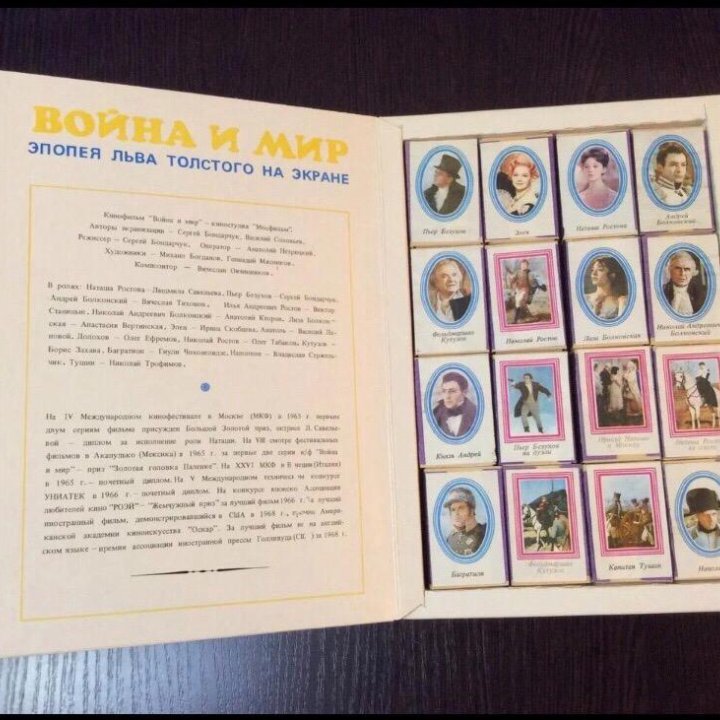 ВОЙНА И МИР
ЭПОПЕЯ ЛЬВА ТОЛСТОГО НА ЭКРАНЕ
Кинофильм "Война и мир" – киностудия "Мосфильм".
Авторы экранизации – Сергей Бондарчук, Василий Соловьев.
Режиссер – Сергей Бондарчук. Оператор – Анатолий Петрицкий.
Художники – Михаил Богданов, Геннадий Мясников.
Композитор – Вячеслав Овчинников.
В ролях: Наташа Ростова – Людмила Савельева, Пьер Безухов – Сергей Бондарчук,
Андрей Болконский – Вячеслав Тихонов, Илья Андреевич Ростов – Виктор
Станицын, Николай Андреевич Болконский – Анатолий Кторов, Лиза Болкон-
ская – Анастасия Вертинская, Элен – Ирина Скобцева, Анатоль – Василий Ла-
новой, Долохов – Олег Ефремов, Николай Ростов – Олег Табаков, Кутузов –
Борис Захава, Багратион – Гиули Чохонелидзе, Наполеон – Владислав Стржель-
чик, Тушин – Николай Трофимов.
На IV Международном кинофестивале в Москве (МКФ) в 1965 г. первым
двум сериям фильма присужден Большой Золотой приз, актрисе Л. Савелье-
вой – диплом за исполнение роли Наташи. На VIII смотре фестивальных
фильмов в Акапулько (Мексика) в 1965 г. за первые две серии к/ф "Война
и мир" – приз "Золотая головка Паленке". На XXVI МКФ в Венеции (Италия)
в 1965 г. – почетный диплом. На V Международном техническом конкурсе
УНИАТЕК в 1966 г – почетный диплом. На конкурсе японской Ассоциации
любителей кино "РОЭЙ" – "Жемчужный приз" за лучший фильм 1966 г.
иностранный фильм, демонстрировавшийся в США в 1968 г., премия Амери-
канской академии киноискусства "Оскар". За лучший фильм не на англий-
ском языке – премия ассоциации иностранной прессы Голливуда (США) за 1968 г.
Пьер Безухов
Элен
Наташа Ростова
Андрей
Болконский
Фельдмаршал
Кутузов
Николай Ростов
Лиза Болконская
Николай Андреевич
Болконский
Князь Андрей
Пьер Безухов
на дуэли
Наташа
Багратион
Фельдмаршал
Кутузов
Капитан Тушин